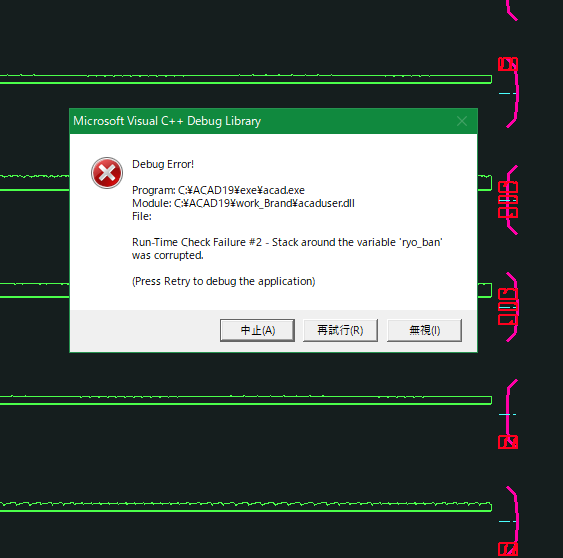 Microsoft Visual C++ Debug Library
Debug Error!
Program: C:¥ACAD19¥exe¥acad.exe
Module: C:¥ACAD19¥work_Brand¥acaduser.dll
File:
Run-Time Check Failure #2 - Stack around the variable 'ryo_ban'
was corrupted.
(Press Retry to debug the application)
中止(A) 再試行(R) 無視(I)